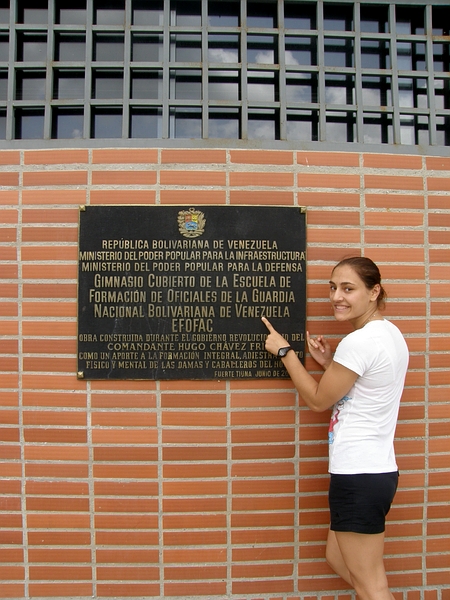 REPÚBLICA BOLIVARIANA DE VENEZUELA
MINISTERIO DEL PODER POPULAR PARA LA INFRAESTRUCTURA
MINISTERIO DEL PODER POPULAR PARA LA DEFENSA
GIMNASIO CUBIERTO DE LA ESCUELA DE
FORMACIÓN DE OFICIALES DE LA GUARDIA
NACIONAL BOLIVARIANA DE VENEZUELA
EFOFAC
OBRA CONSTRUIDA DURANTE EL GOBIERNO REVOLUCIONARIO DEL
COMANDANTE HUGO CHÁVEZ
COMO UN APORTE A LA FORMACIÓN INTEGRAL,
FÍSICO Y MENTAL DE LAS DAMAS Y CABALLEROS DEL
FUERTE TIUNA, JUNIO DE